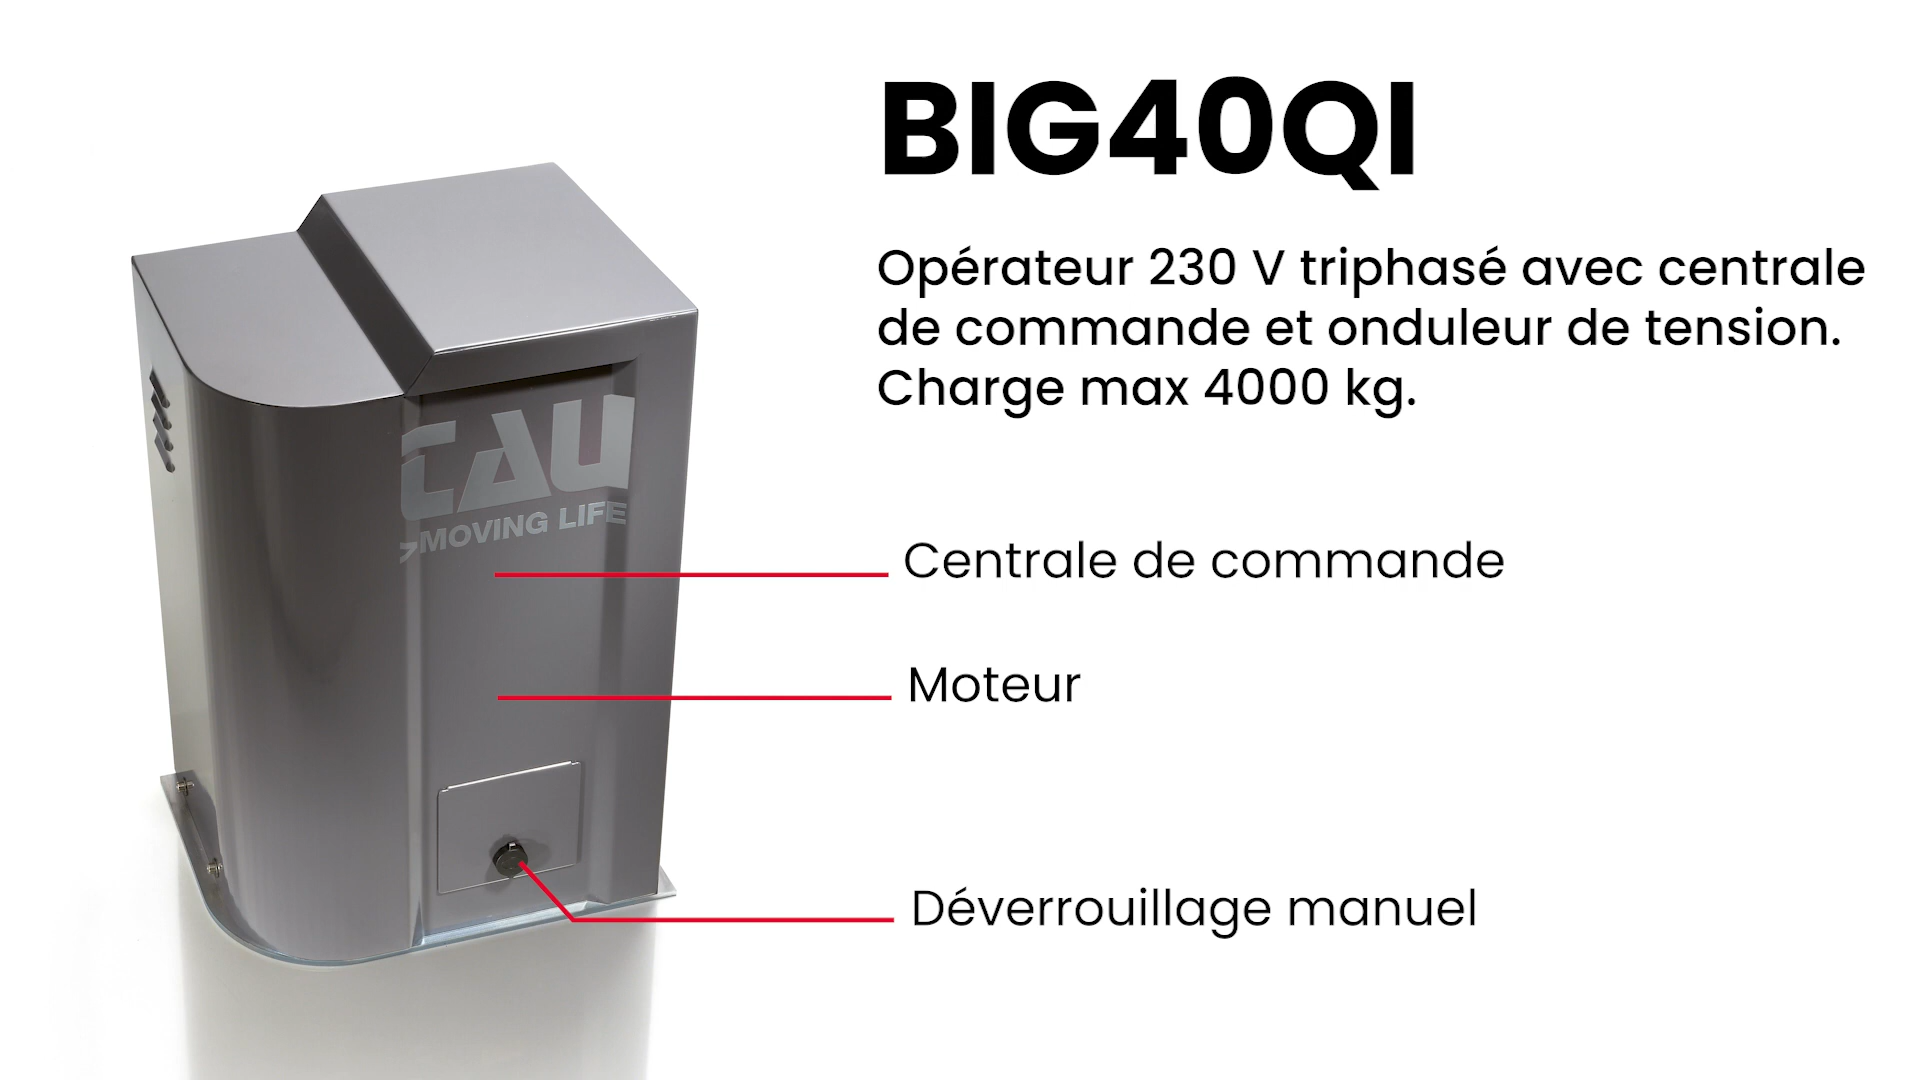 BIG40QI
Opérateur 230 V triphasé avec centrale
de commande et onduleur de tension.
Charge max 4000 kg.
TAU
>MOVING LIFE
Centrale de commande
Moteur
Déverrouillage manuel